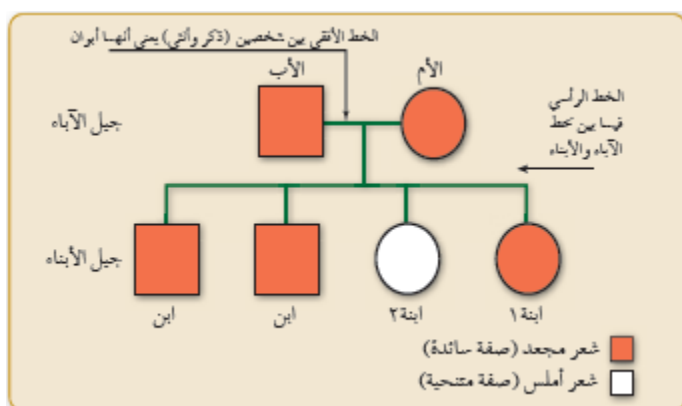 الخط الأفقي بين شخصين (ذكر وأنثى) يعني أنهما أبوان
الأم
الأب
الخط الرأسي
فيما بين خط
الآباء والأبناء
جيل الآباء
جيل الأبناء
ابنة ١
ابنة ٢
ابن
ابن
شعر مجعد (صفة سائدة)
شعر أملس (صفة متنحية)